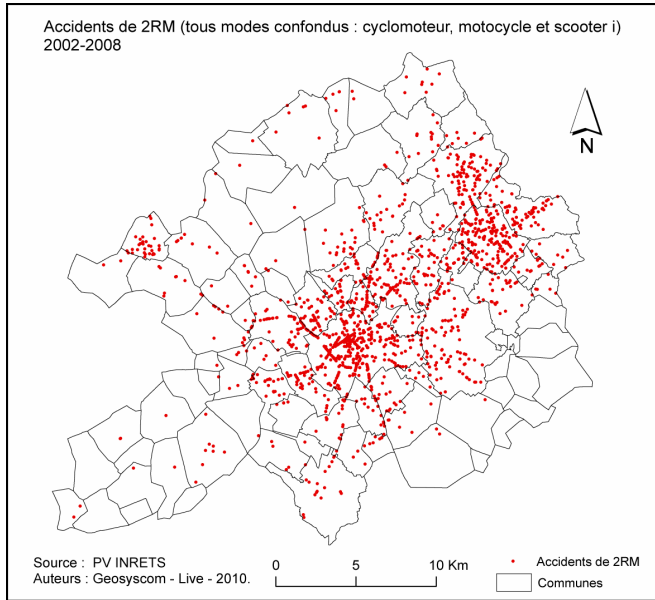 Accidents de 2RM (tous modes confondus : cyclomoteur, motocycle et scooter i)
2002-2008
N
Source : PV INRETS
Auteurs : Geosyscom - Live - 2010.
0 5 10 Km
Accidents de 2RM
Communes